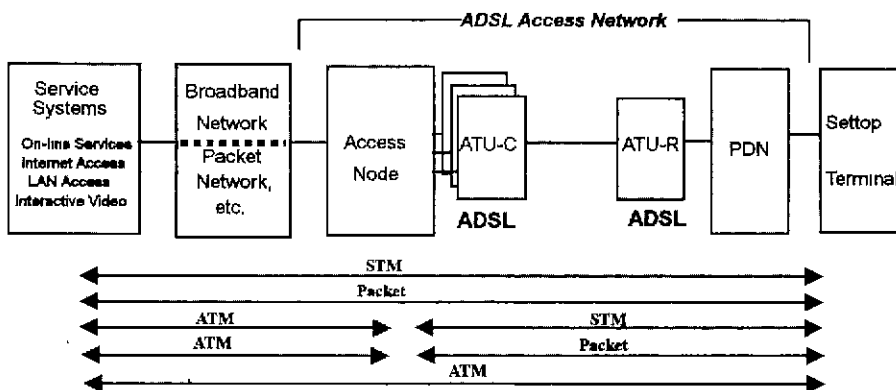 ADSL Access Network
Service
Systems
On-line Services
Internet Access
LAN Access
Interactive Video
Broadband
Network
Packet
Network,
etc.
Access
Node
ATU-C
ADSL
ATU-R
ADSL
PDN
Settop
Terminal
STM
Packet
ATM
STM
ATM
Packet
ATM